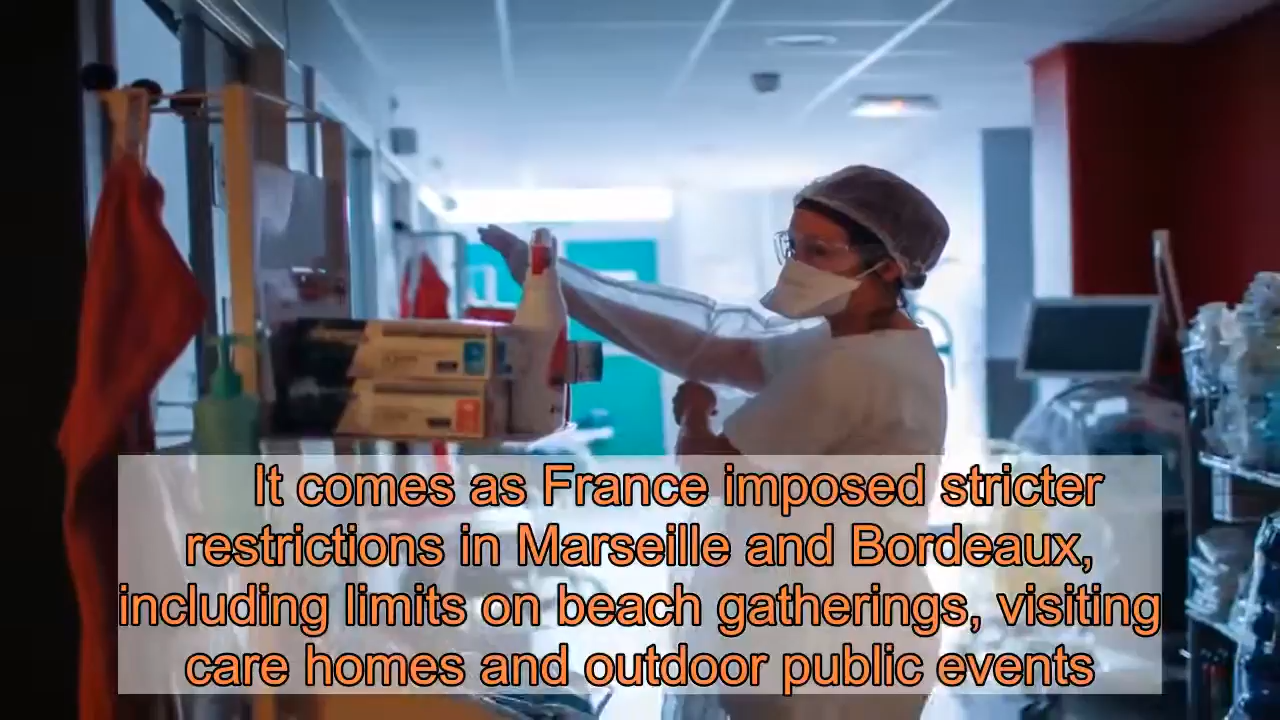 It comes as France imposed stricter
restrictions in Marseille and Bordeaux,
including limits on beach gatherings, visiting
care homes and outdoor public events